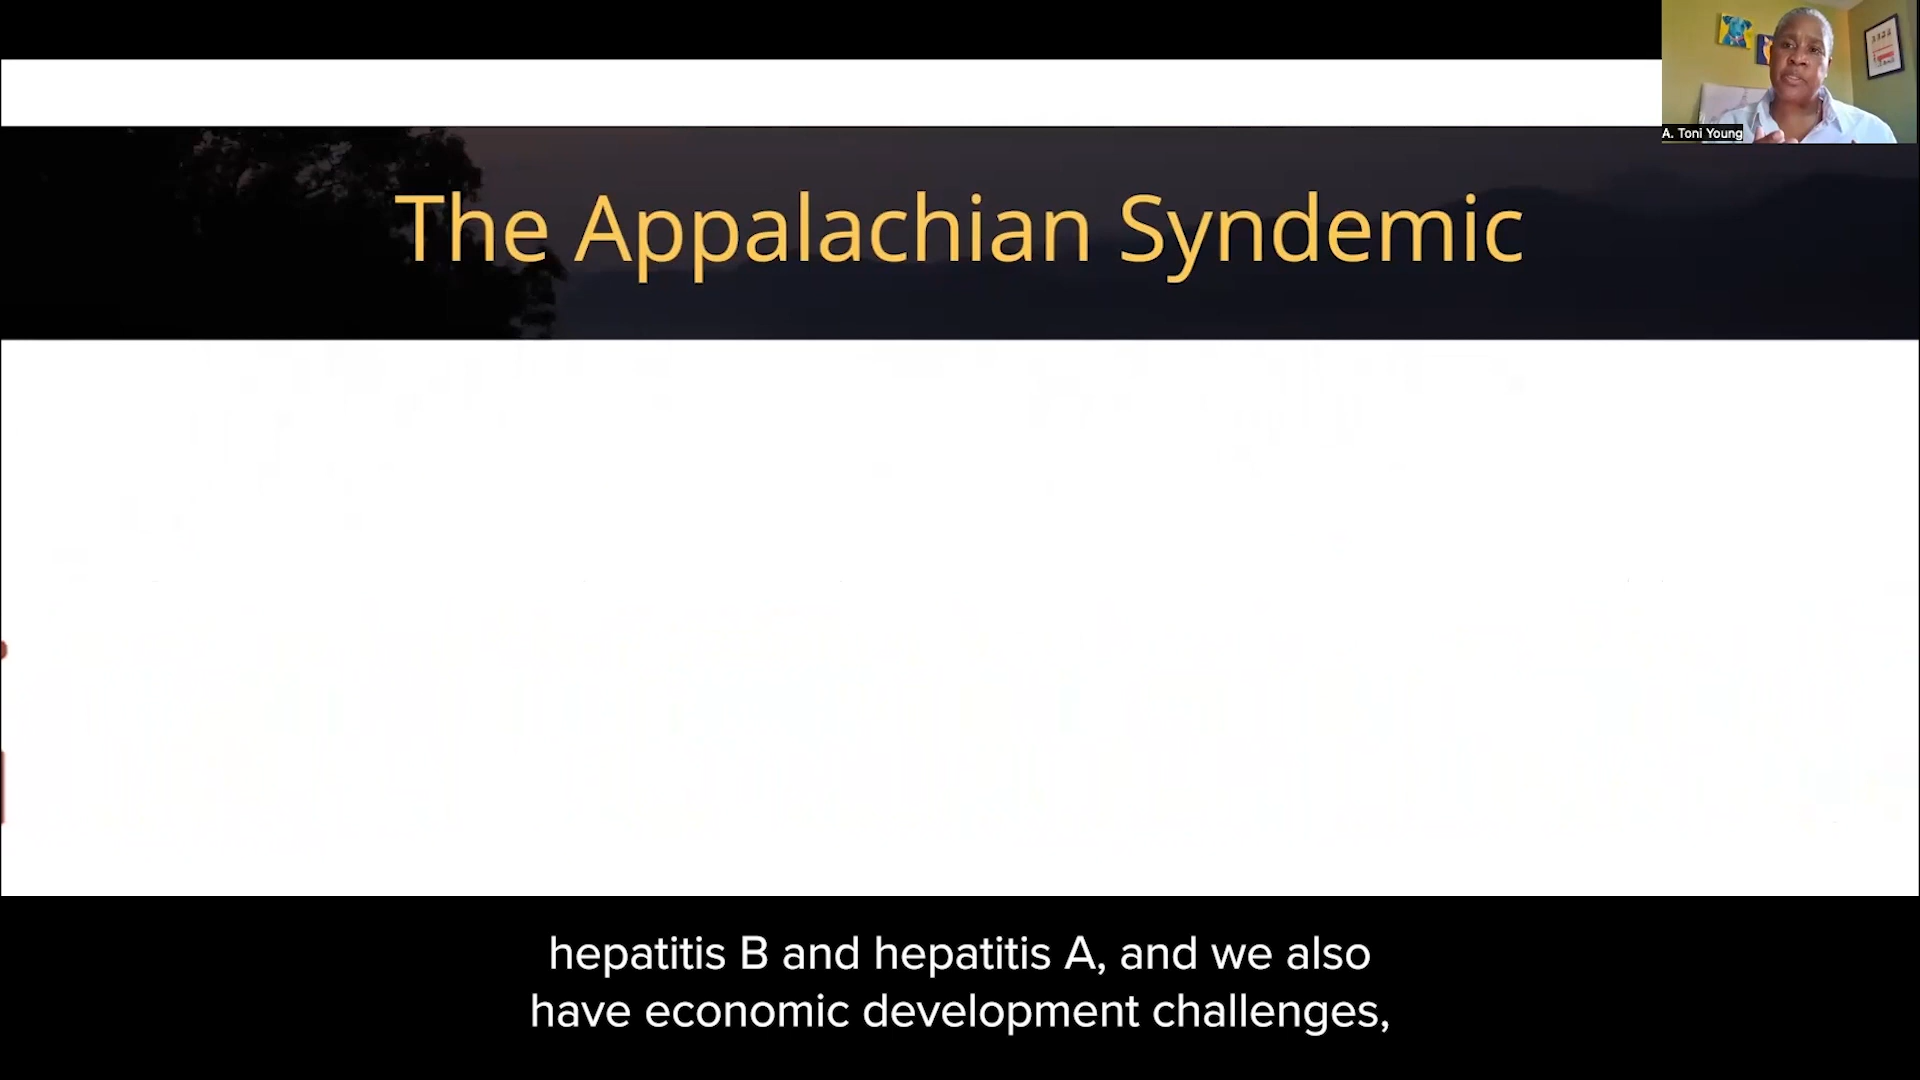 A. Toni Young
The Appalachian Syndemic
hepatitis B and hepatitis A, and we also
have economic development challenges,